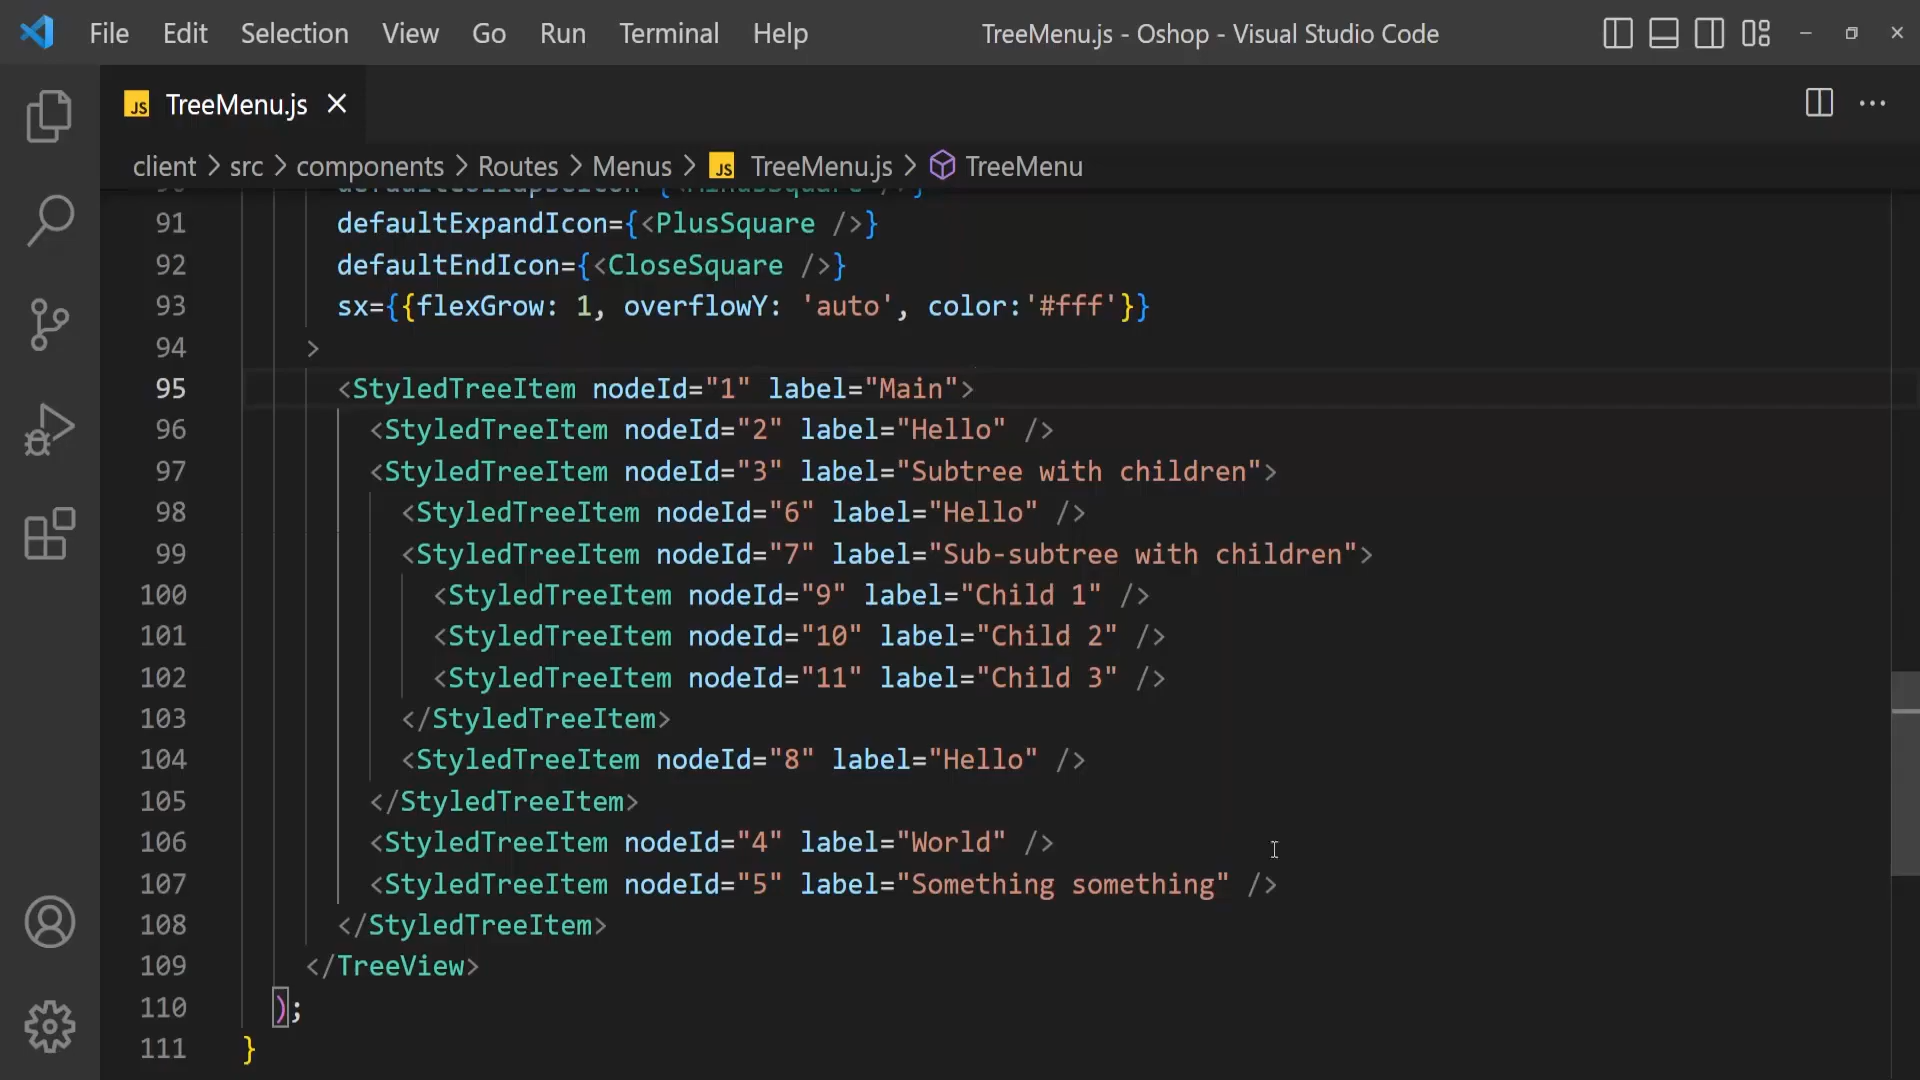 File Edit Selection View Go Run Terminal Help TreeMenu.js - Oshop - Visual Studio Code
JS TreeMenu.js
client > src > components > Routes > Menus > JS TreeMenu.js > TreeMenu
91 defaultExpandIcon={<PlusSquare />}
92 defaultEndIcon={<CloseSquare />}
93 sx={{flexGrow: 1, overflowY: 'auto', color:'#fff'}}
94 >
95 <StyledTreeItem nodeId="1" label="Main">
96 <StyledTreeItem nodeId="2" label="Hello" />
97 <StyledTreeItem nodeId="3" label="Subtree with children">
98 <StyledTreeItem nodeId="6" label="Hello" />
99 <StyledTreeItem nodeId="7" label="Sub-subtree with children">
100 <StyledTreeItem nodeId="9" label="Child 1" />
101 <StyledTreeItem nodeId="10" label="Child 2" />
102 <StyledTreeItem nodeId="11" label="Child 3" />
103 </StyledTreeItem>
104 <StyledTreeItem nodeId="8" label="Hello" />
105 </StyledTreeItem>
106 <StyledTreeItem nodeId="4" label="World" />
107 <StyledTreeItem nodeId="5" label="Something something" />
108 </StyledTreeItem>
109 </TreeView>
110 );
111 }